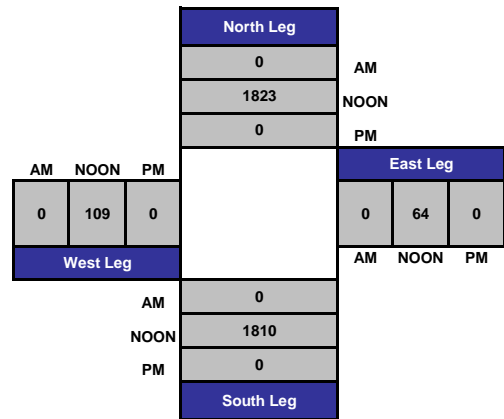 North Leg
0 AM
1823 NOON
0 PM
AM NOON PM East Leg
0 109 0 0 64 0
West Leg AM NOON PM
AM 0
NOON 1810
PM 0
South Leg